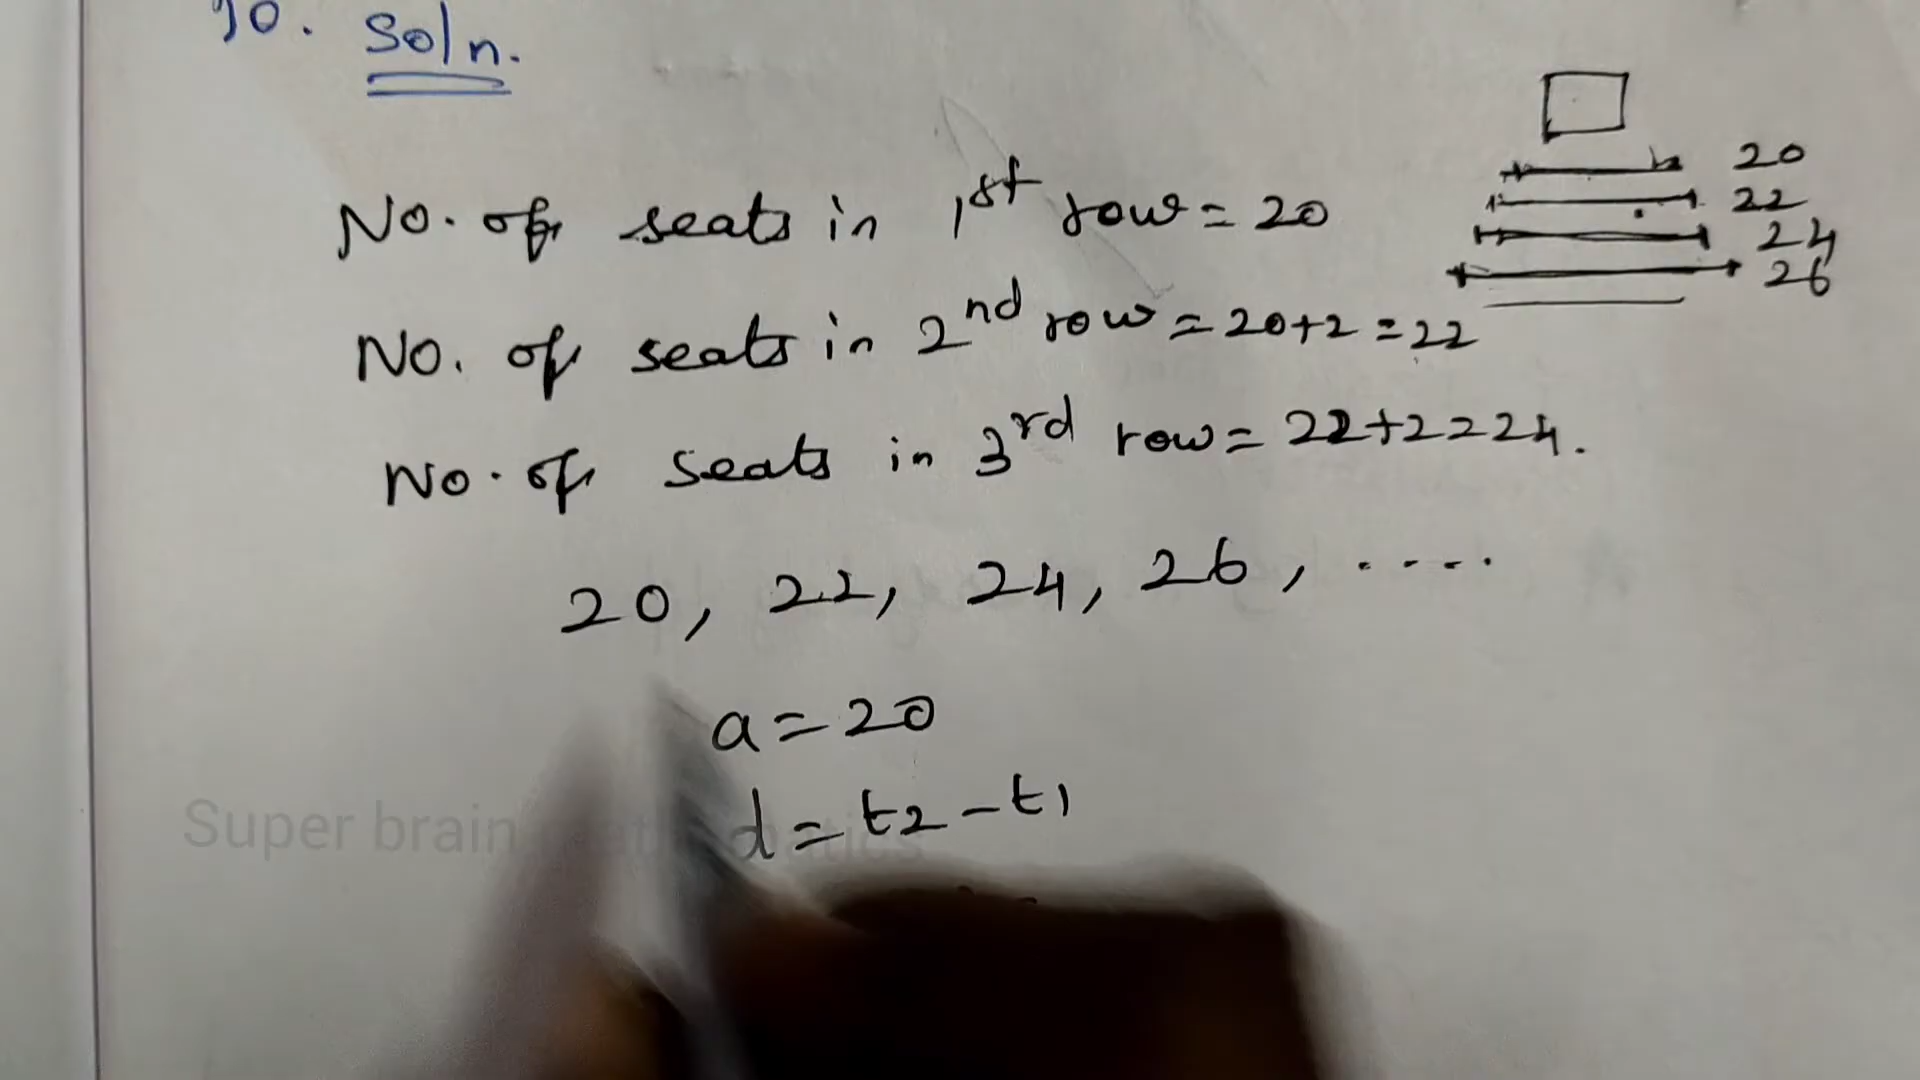 10. Soln.
No. of seats in 1st row = 20
No. of seats in 2nd row = 20+2 = 22
No. of seats in 3rd row = 22+2=24.
20, 22, 24, 26, .....
a = 20
d = t2 - t1
20
22
24
26
Super brain mathematics